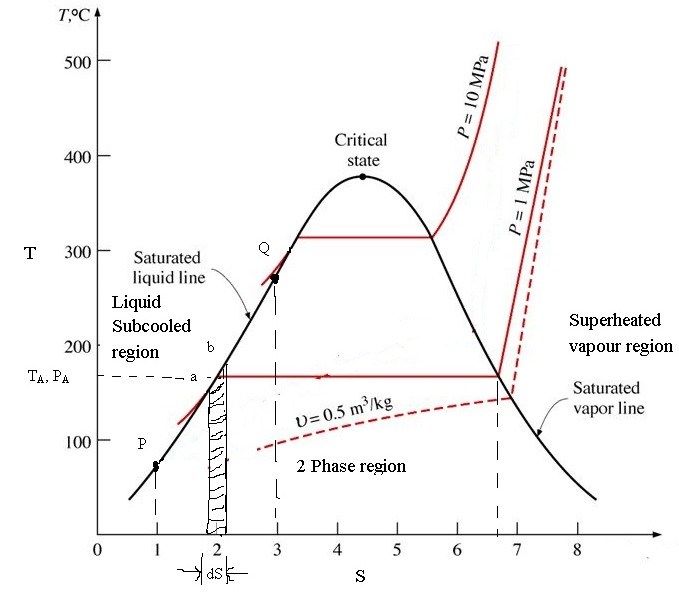 T,°C
500
400
300
200
100
T
T_A, P_A
Critical
state
P = 10 MPa
P = 1 MPa
Q
Saturated
liquid line
Liquid
Subcooled
region
b
a
P
Superheated
vapour region
Saturated
vapor line
υ = 0.5 m³/kg
2 Phase region
0 1 2 3 4 5 6 7 8
dS
S